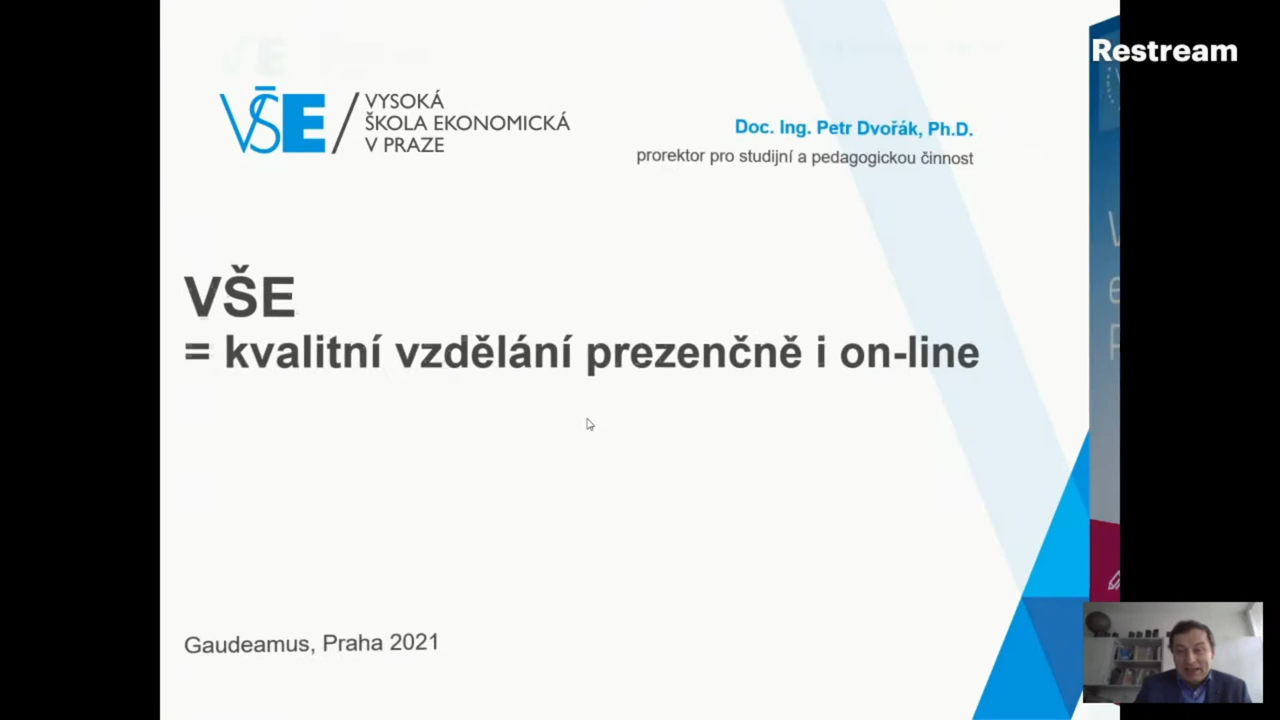 Restream
VŠE / VYSOKÁ
ŠKOLA EKONOMICKÁ
V PRAZE
Doc. Ing. Petr Dvořák, Ph.D.
prorektor pro studijní a pedagogickou činnost
VŠE
= kvalitní vzdělání prezenčně i on-line
Gaudeamus, Praha 2021